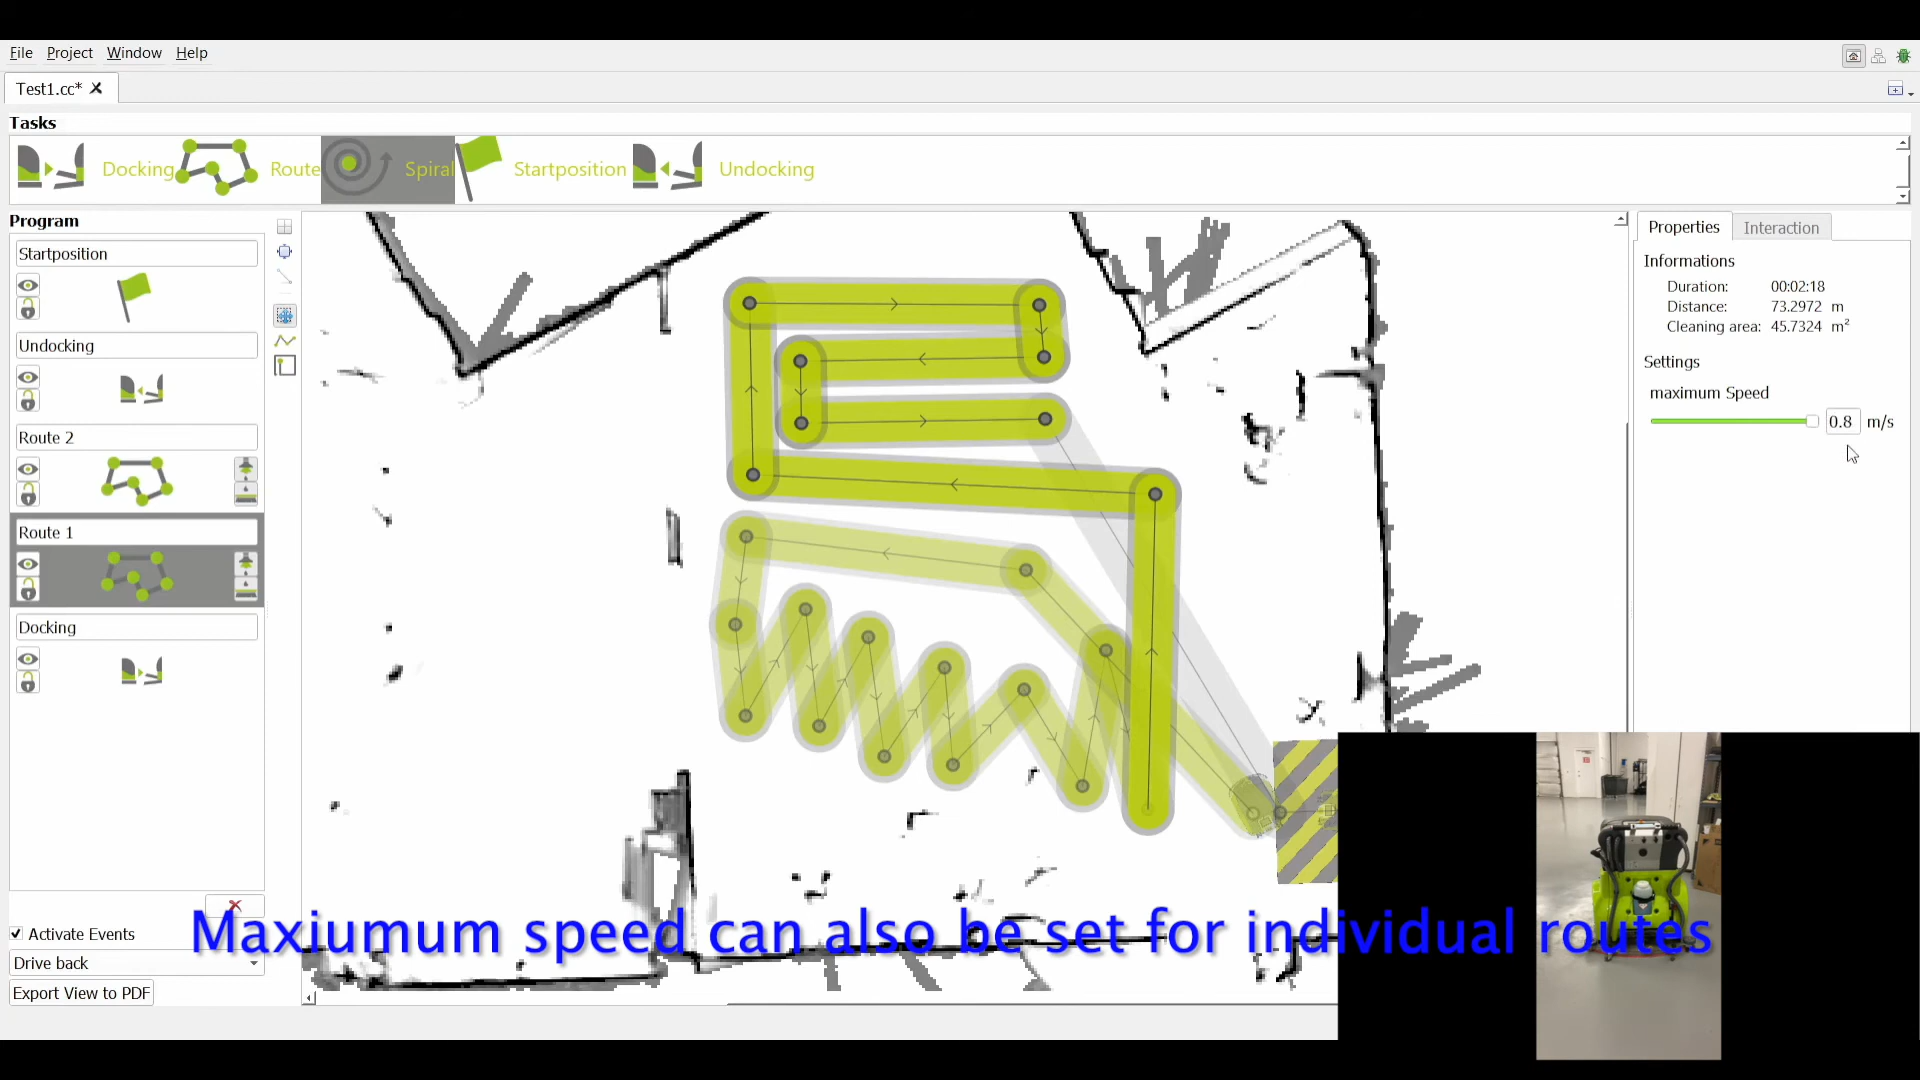 File Project Window Help
Test1.cc*
Tasks
Docking Route Spiral Startposition Undocking
Program
Startposition
Undocking
Route 2
Route 1
Docking
Activate Events
Drive back
Export View to PDF
Properties Interaction
Informations
Duration: 00:02:18
Distance: 73.2972 m
Cleaning area: 45.7324 m²
Settings
maximum Speed
0.8 m/s
Maxiumum speed can also be set for individual routes